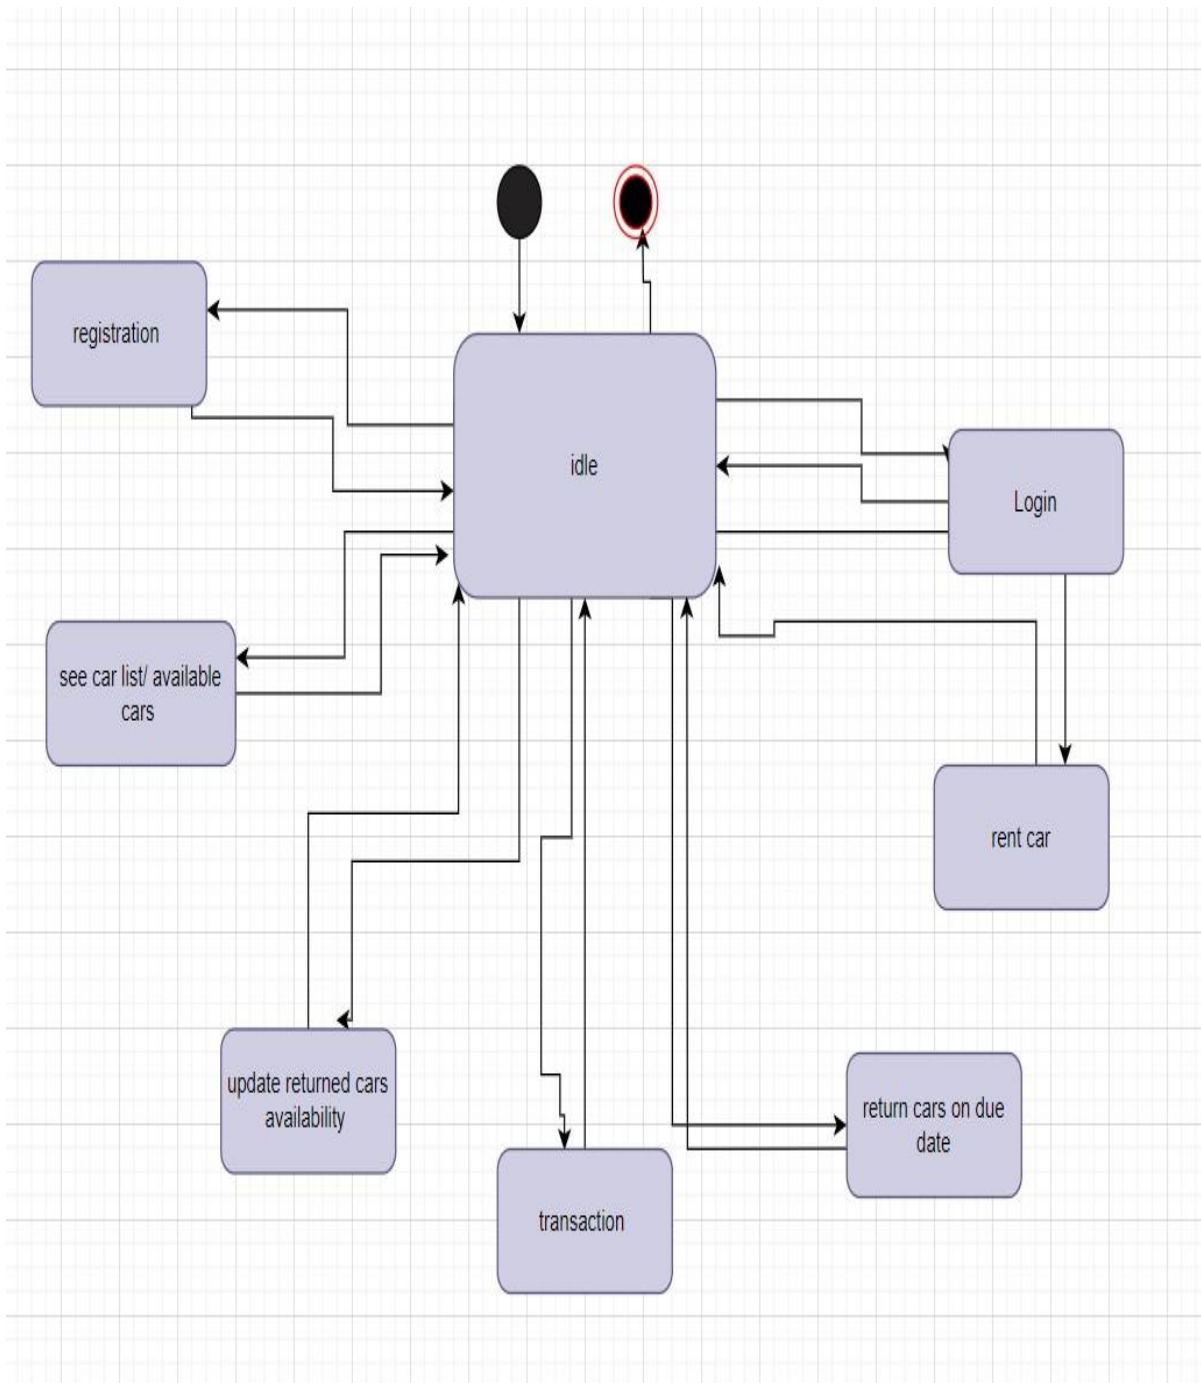 registration
idle
Login
see car list/ available
cars
rent car
update returned cars
availability
return cars on due
date
transaction